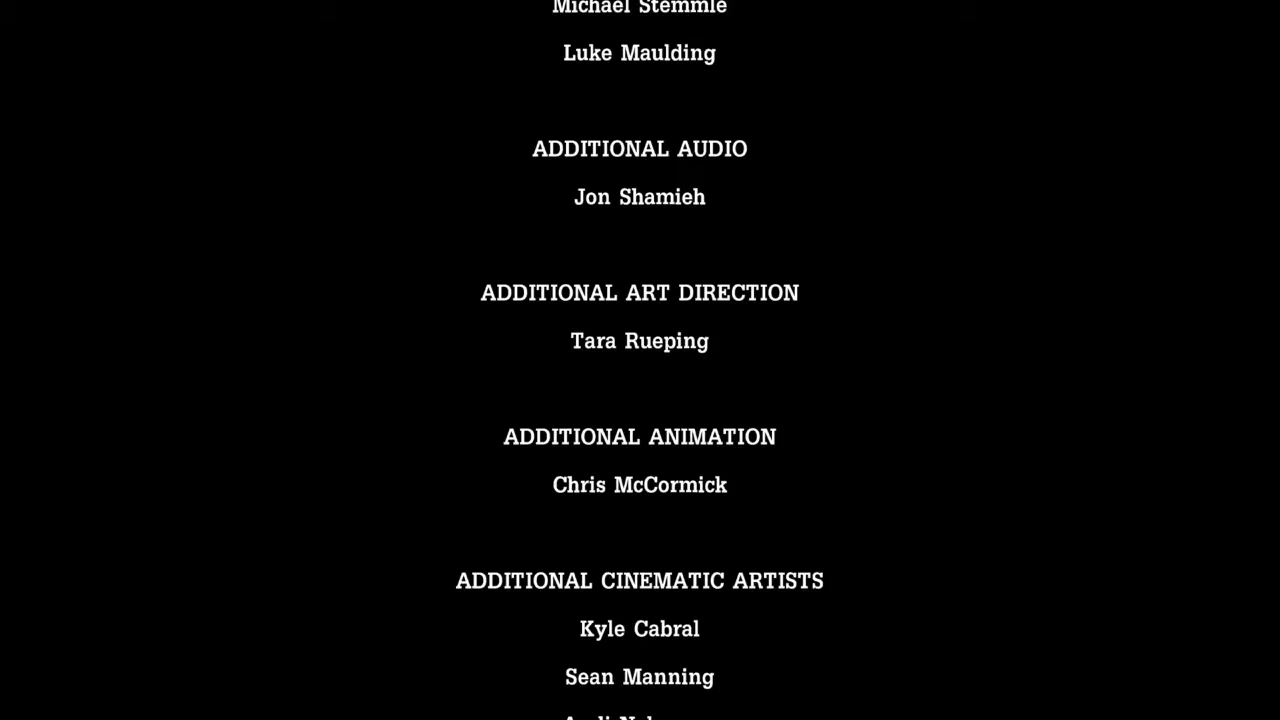 Michael Stemmle
Luke Maulding
ADDITIONAL AUDIO
Jon Shamieh
ADDITIONAL ART DIRECTION
Tara Rueping
ADDITIONAL ANIMATION
Chris McCormick
ADDITIONAL CINEMATIC ARTISTS
Kyle Cabral
Sean Manning